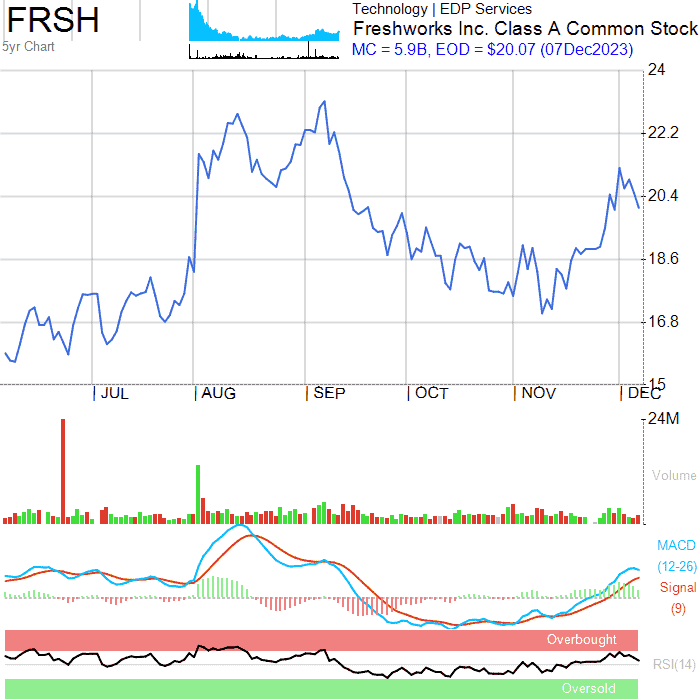 FRSH
5yr Chart
Technology | EDP Services
Freshworks Inc. Class A Common Stock
MC = 5.9B, EOD = $20.07 (07Dec2023)
24
22.2
20.4
18.6
16.8
15
JUL
AUG
SEP
OCT
NOV
DEC
24M
Volume
MACD
(12-26)
Signal
(9)
Overbought
RSI(14)
Oversold